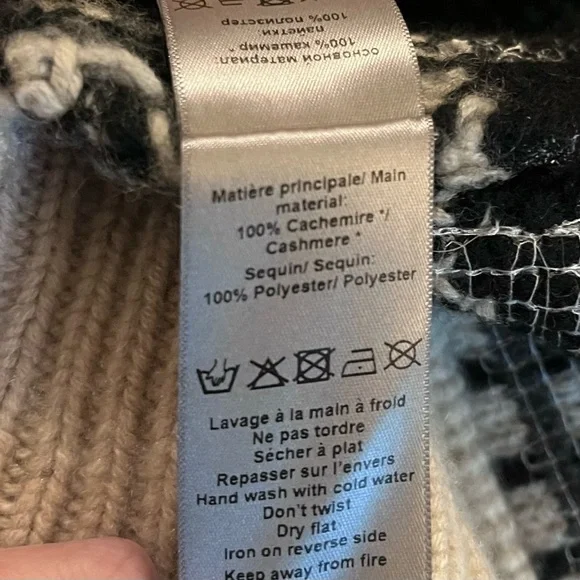 основной материал:
100% кашемир *
пайетки:
100% полиэстер
Matière principale/ Main
material:
100% Cachemire */
Cashmere *
Sequin/ Sequin:
100% Polyester/ Polyester
Lavage à la main à froid
Ne pas tordre
Sécher à plat
Repasser sur l'envers
Hand wash with cold water
Don't twist
Dry flat
Iron on reverse side
Keep away from fire